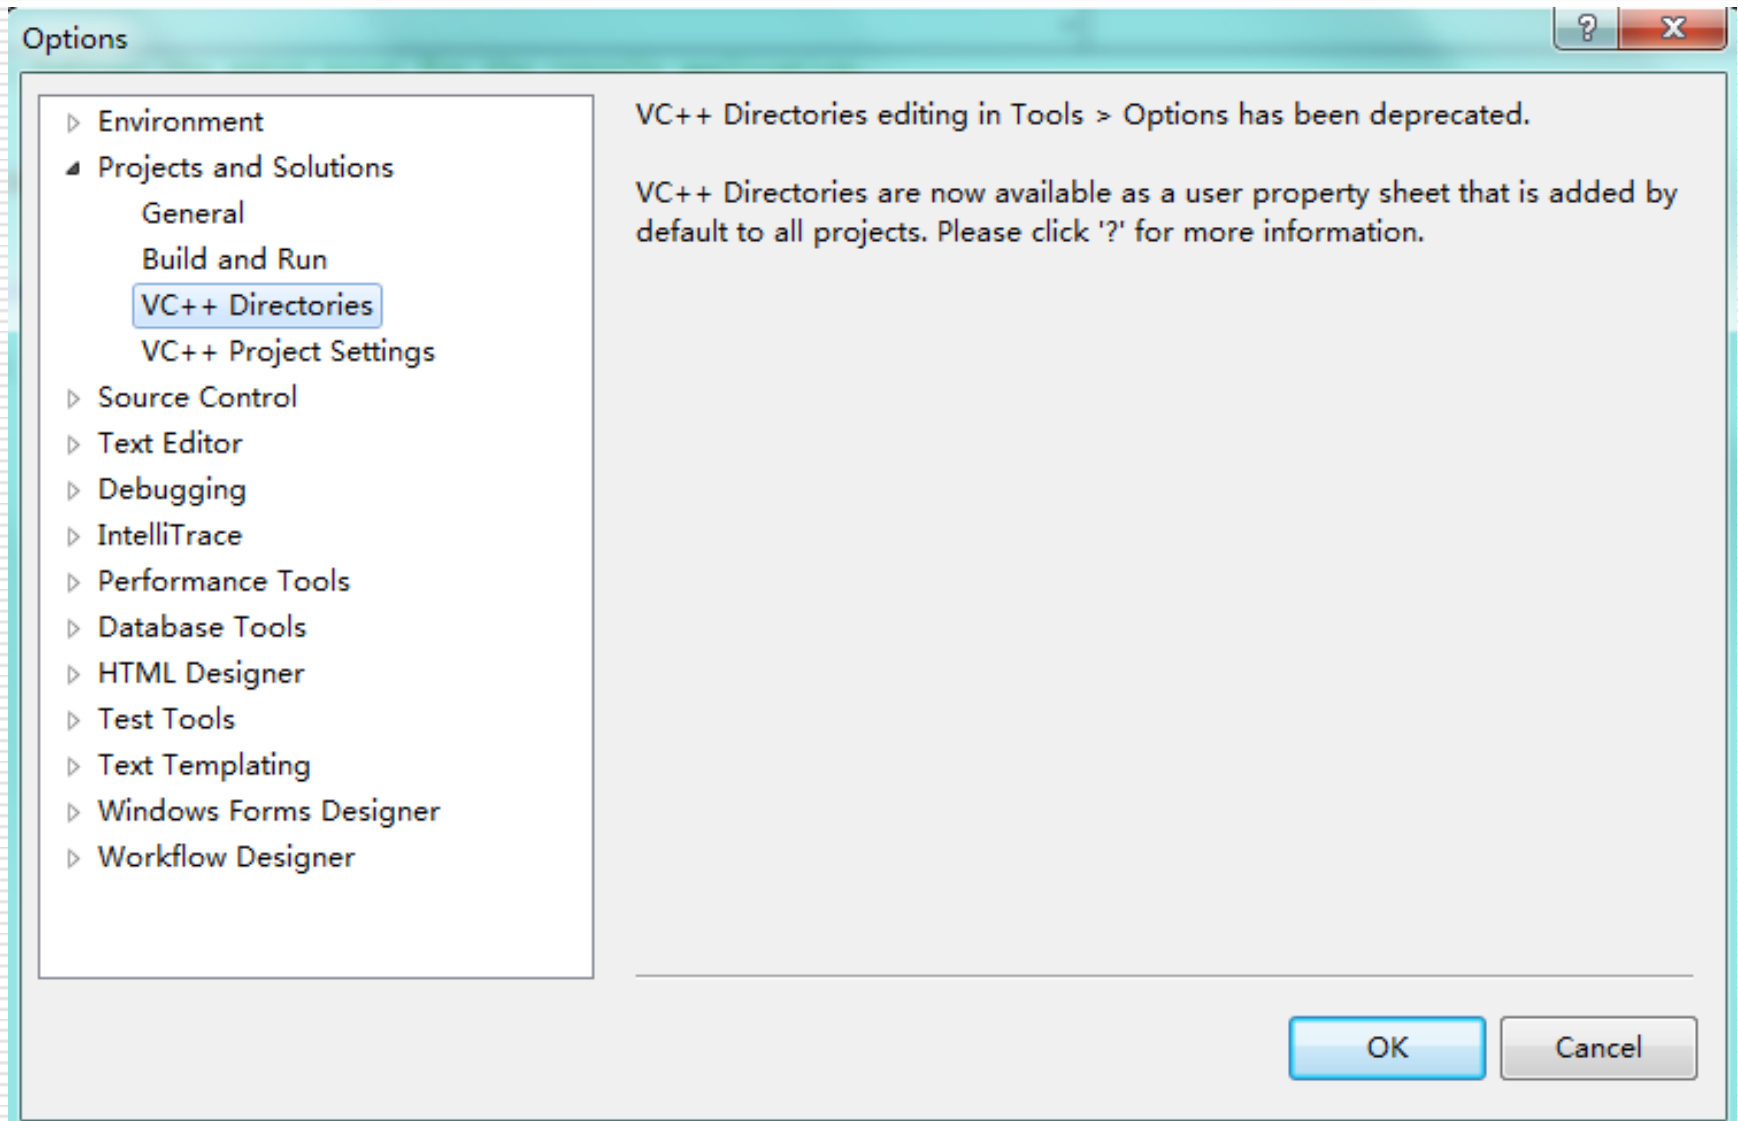 Options
?
X
Environment
Projects and Solutions
General
Build and Run
VC++ Directories
VC++ Project Settings
Source Control
Text Editor
Debugging
IntelliTrace
Performance Tools
Database Tools
HTML Designer
Test Tools
Text Templating
Windows Forms Designer
Workflow Designer
VC++ Directories editing in Tools > Options has been deprecated.
VC++ Directories are now available as a user property sheet that is added by
default to all projects. Please click '?' for more information.
OK
Cancel